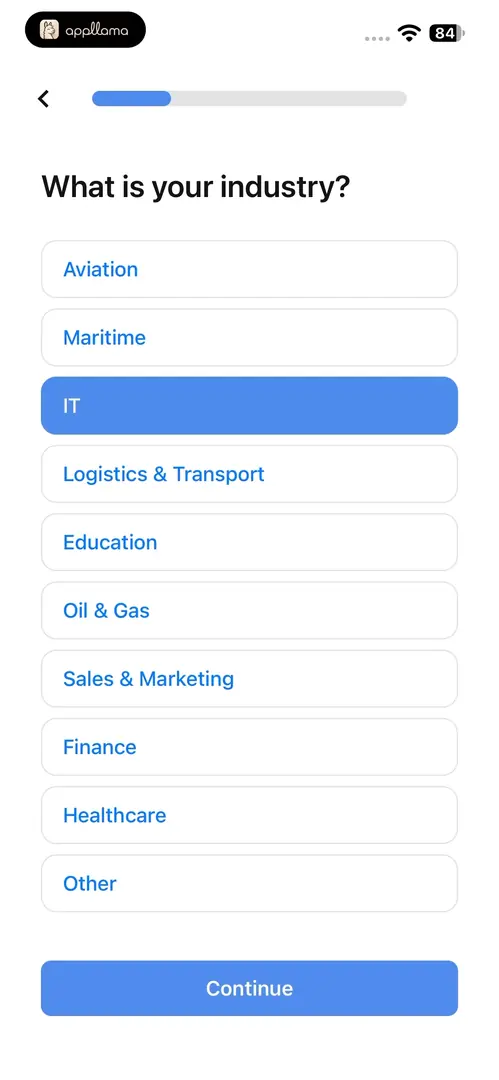 appllama
84
What is your industry?
Aviation
Maritime
IT
Logistics & Transport
Education
Oil & Gas
Sales & Marketing
Finance
Healthcare
Other
Continue